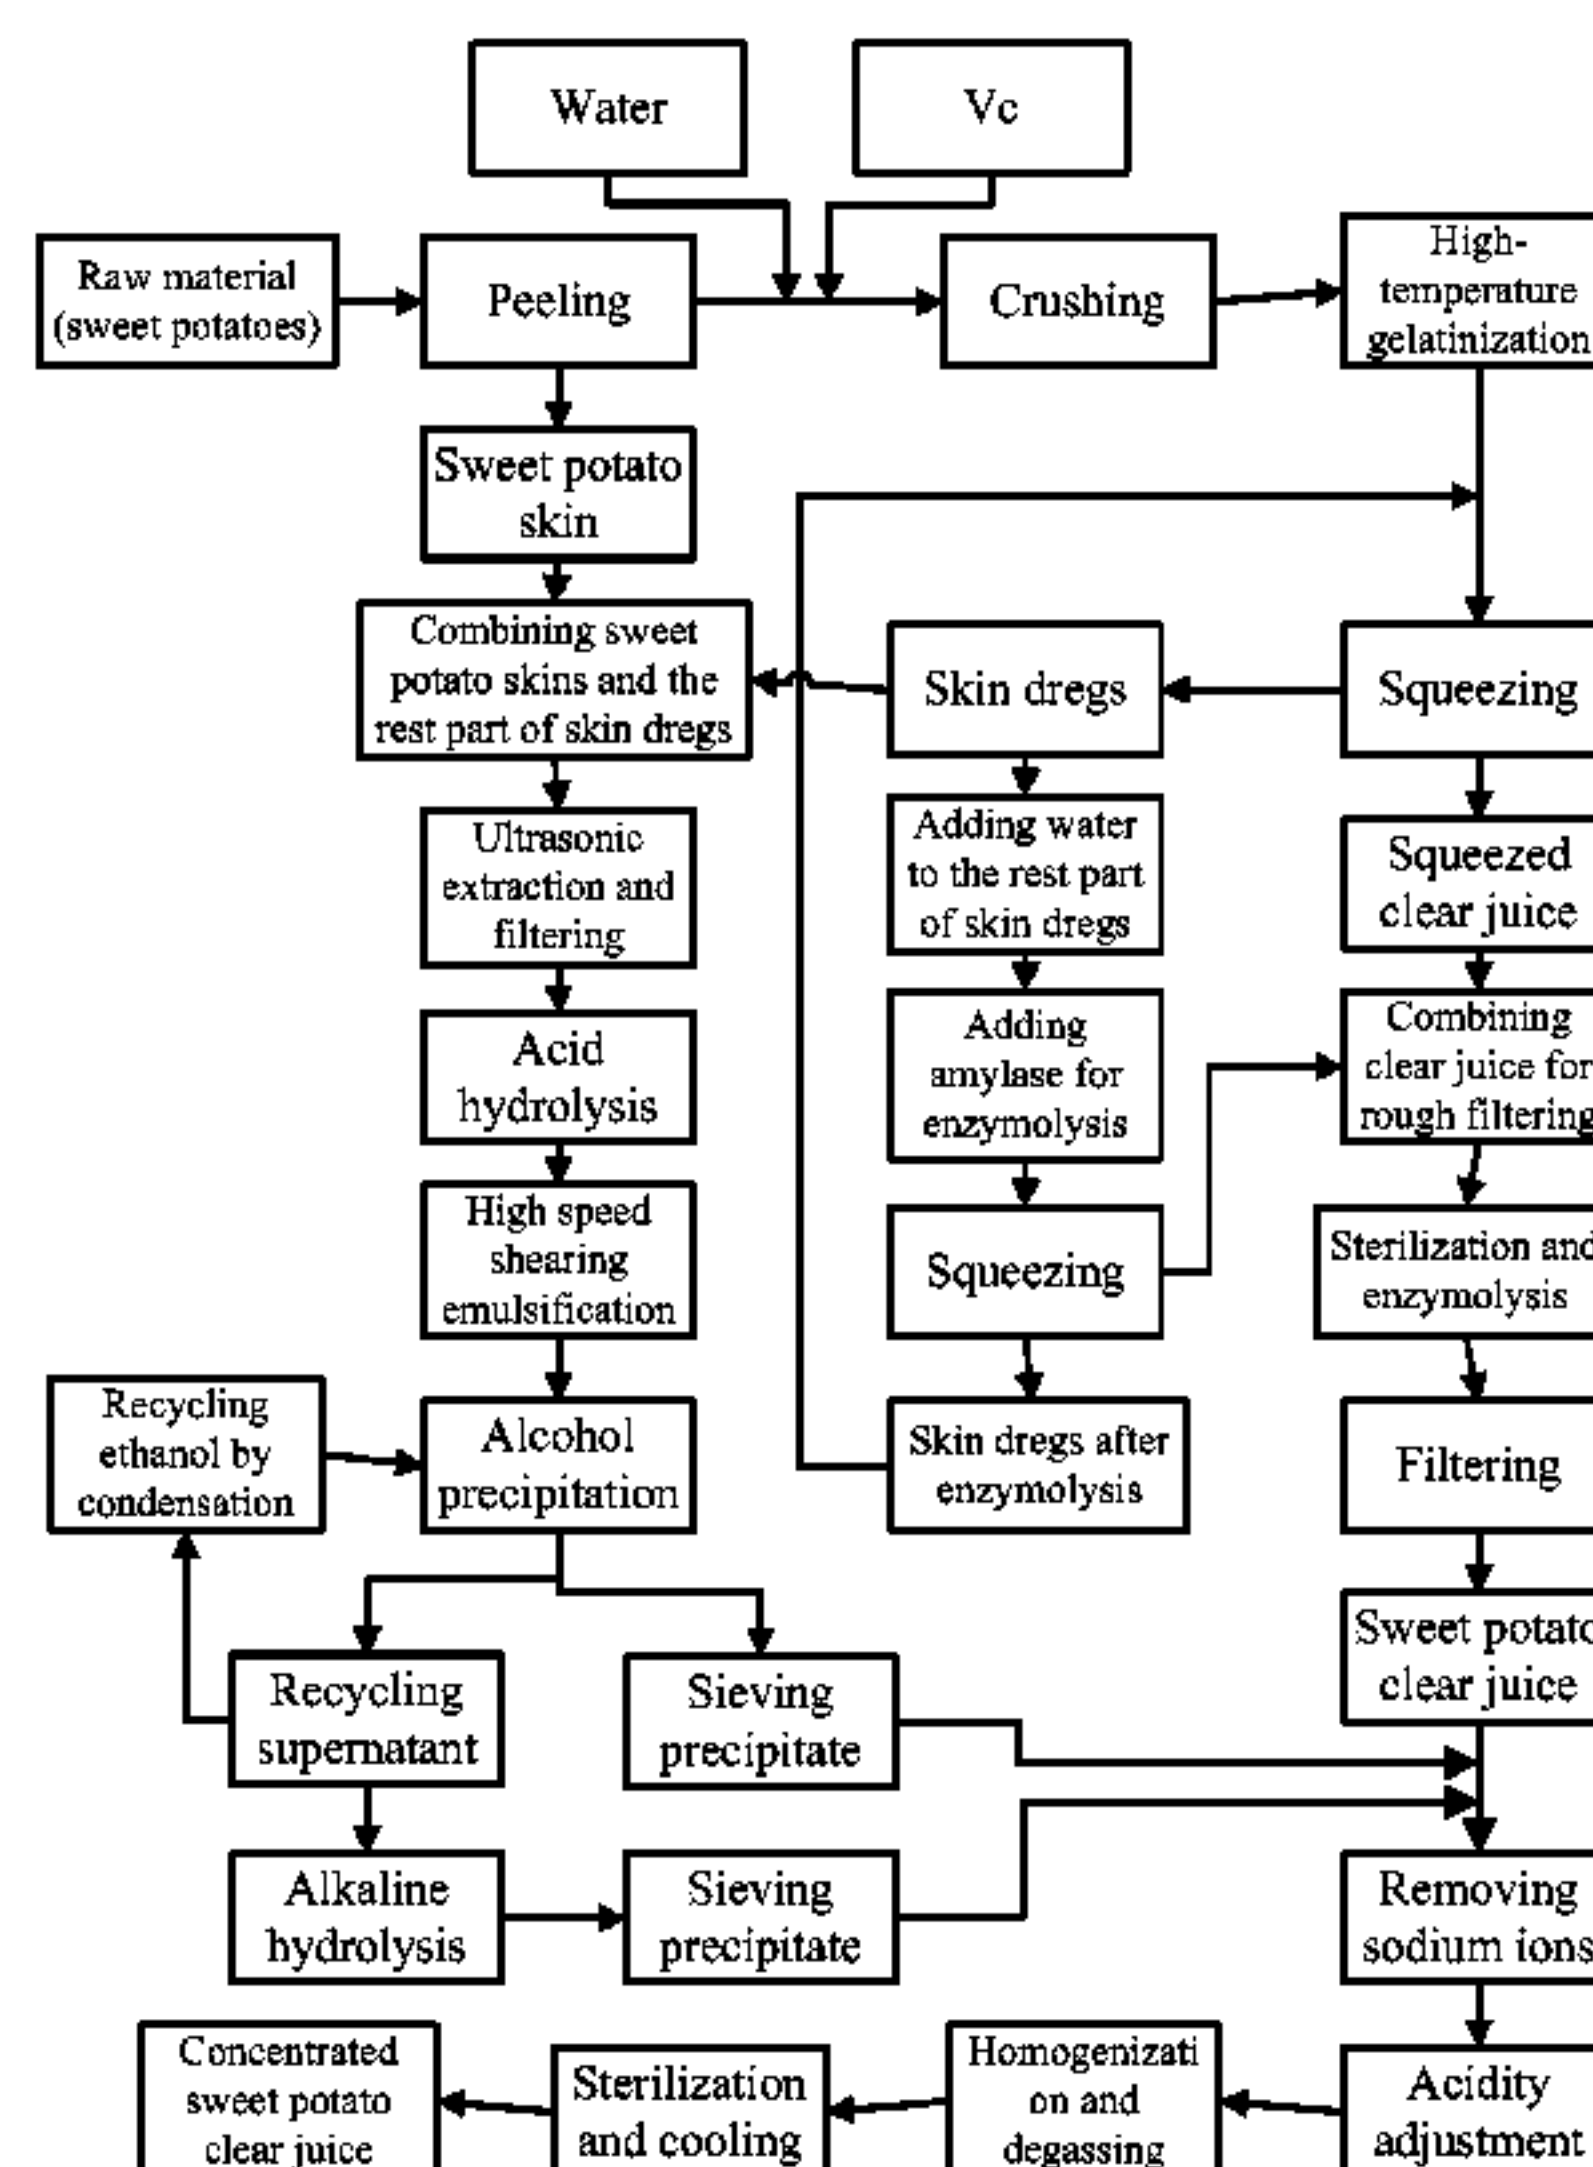 Water
Vc
Raw material
(sweet potatoes)
Peeling
Crushing
High-
temperature
gelatinization
Sweet potato
skin
Combining sweet
potato skins and the
rest part of skin dregs
Skin dregs
Squeezing
Ultrasonic
extraction and
filtering
Adding water
to the rest part
of skin dregs
Squeezed
clear juice
Acid
hydrolysis
Adding
amylase for
enzymolysis
Combining
clear juice for
rough filtering
High speed
shearing
emulsification
Squeezing
Sterilization and
enzymolysis
Recycling
ethanol by
condensation
Alcohol
precipitation
Skin dregs after
enzymolysis
Filtering
Recycling
supernatant
Sieving
precipitate
Sweet potato
clear juice
Alkaline
hydrolysis
Sieving
precipitate
Removing
sodium ions
Concentrated
sweet potato
clear juice
Sterilization
and cooling
Homogenizati
on and
degassing
Acidity
adjustment